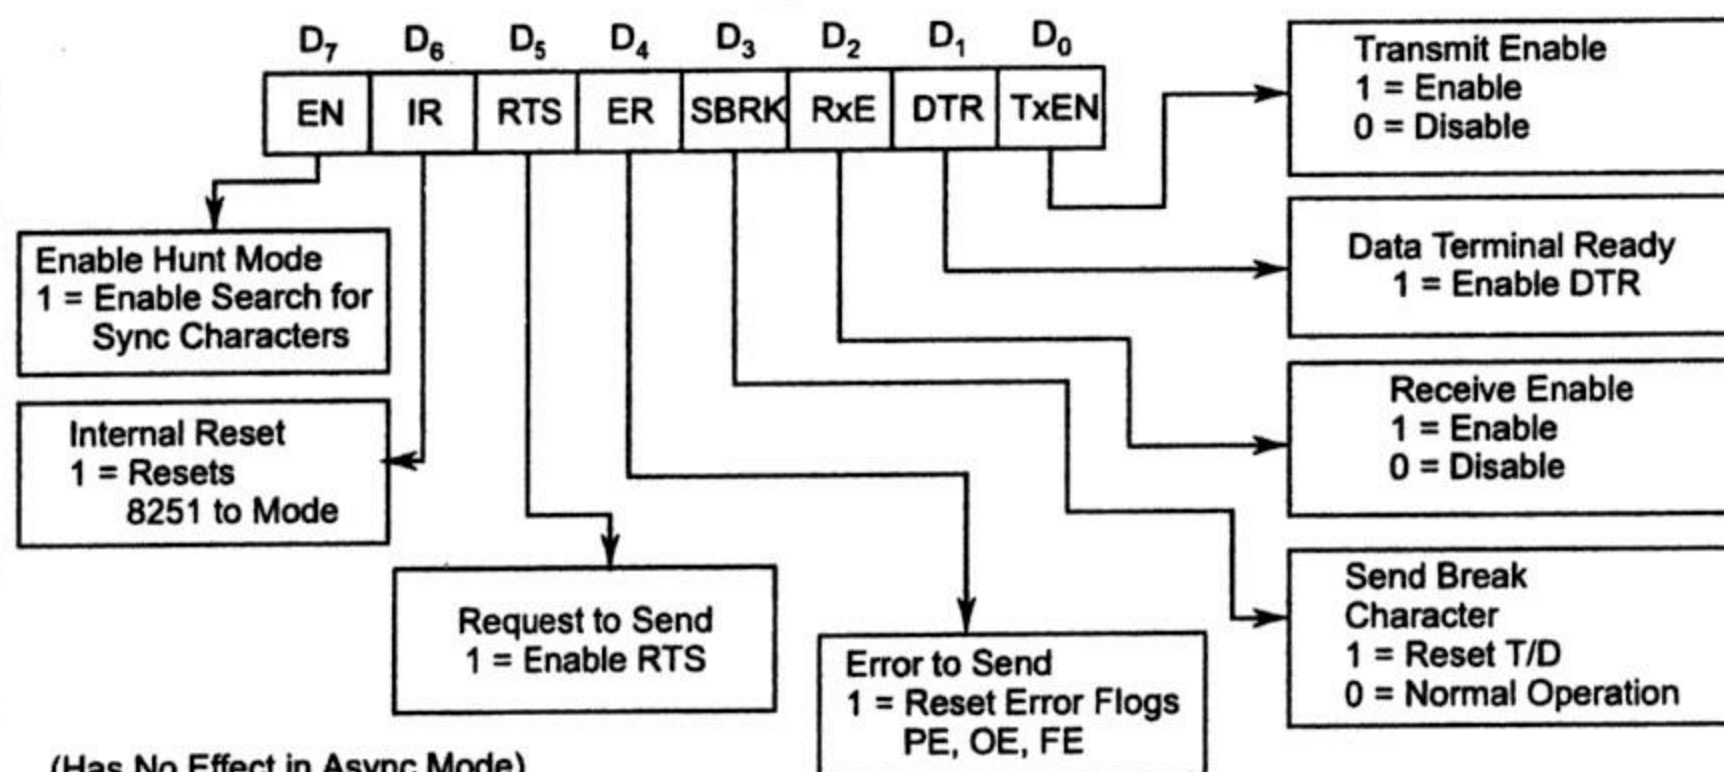 D7 D6 D5 D4 D3 D2 D1 D0
EN IR RTS ER SBRK RxE DTR TxEN
Transmit Enable
1 = Enable
0 = Disable
Data Terminal Ready
1 = Enable DTR
Receive Enable
1 = Enable
0 = Disable
Send Break
Character
1 = Reset T/D
0 = Normal Operation
Enable Hunt Mode
1 = Enable Search for
Sync Characters
Internal Reset
1 = Resets
8251 to Mode
Request to Send
1 = Enable RTS
Error to Send
1 = Reset Error Flogs
PE, OE, FE
(Has No Effect in Async Mode)